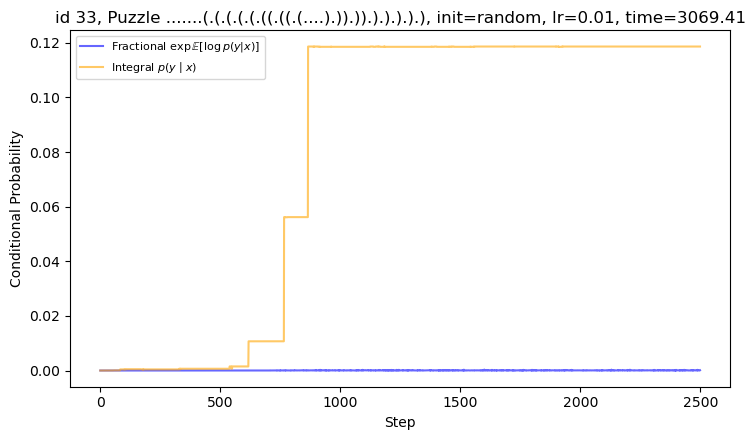 id 33, Puzzle .......(.(.(.(.(.((.((.(....).)).)).).).).).), init=random, lr=0.01, time=3069.41
Fractional exp𝔼[log p(y|x)]
Integral p(y | x)
0.12
0.10
0.08
0.06
0.04
0.02
0.00
Conditional Probability
0
500
1000
1500
2000
2500
Step